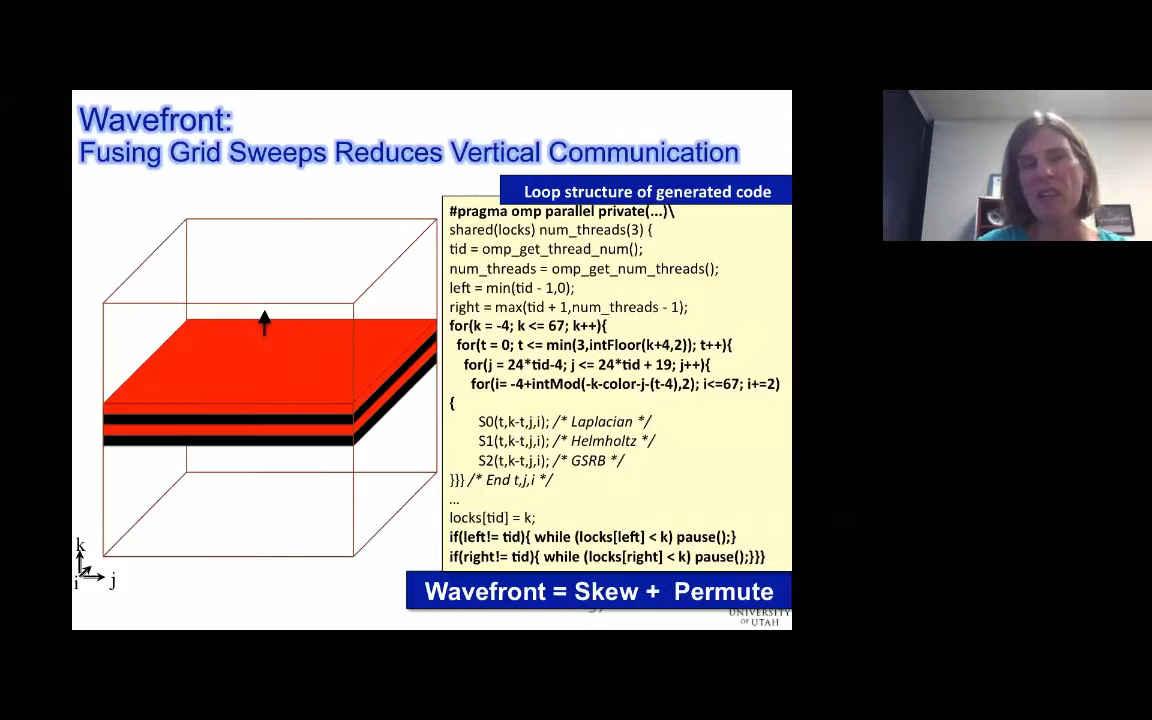 Wavefront:
Fusing Grid Sweeps Reduces Vertical Communication
Loop structure of generated code
#pragma omp parallel private(...)\
shared(locks) num_threads(3) {
tid = omp_get_thread_num();
num_threads = omp_get_num_threads();
left = min(tid - 1,0);
right = max(tid + 1,num_threads - 1);
for(k = -4; k <= 67; k++){
for(t = 0; t <= min(3,intFloor(k+4,2)); t++){
for(j = 24*tid-4; j <= 24*tid + 19; j++){
for(i= -4+intMod(-k-color-j-(t-4),2); i<=67; i+=2)
{
S0(t,k-t,j,i); /* Laplacian */
S1(t,k-t,j,i); /* Helmholtz */
S2(t,k-t,j,i); /* GSRB */
}}} /* End t,j,i */
...
locks[tid] = k;
if(left!= tid){ while (locks[left] < k) pause();}
if(right!= tid){ while (locks[right] < k) pause();}}}
k
i
j
Wavefront = Skew + Permute
UNIVERSITY
OF UTAH